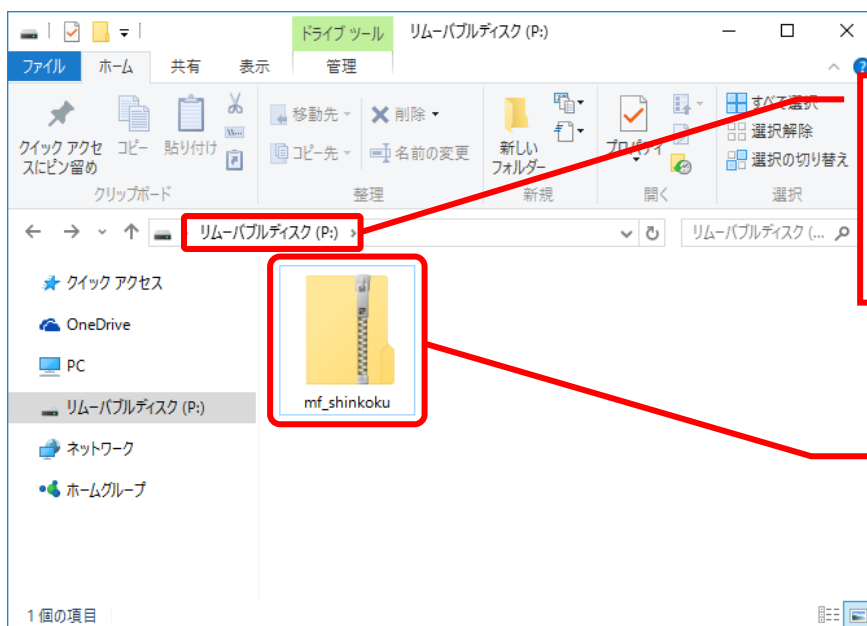 ドライブ ツール リムーバブルディスク (P:)
ファイル ホーム 共有 表示 管理
クイック アクセスにピン留め
コピー
貼り付け
クリップボード
移動先
コピー先
削除
名前の変更
整理
新しい
フォルダー
新規
プロパティ
開く
すべて選択
選択解除
選択の切り替え
選択
リムーバブルディスク (P:)
リムーバブルディスク (...
クイック アクセス
OneDrive
PC
リムーバブルディスク (P:)
ネットワーク
ホームグループ
mf_shinkoku
1 個の項目